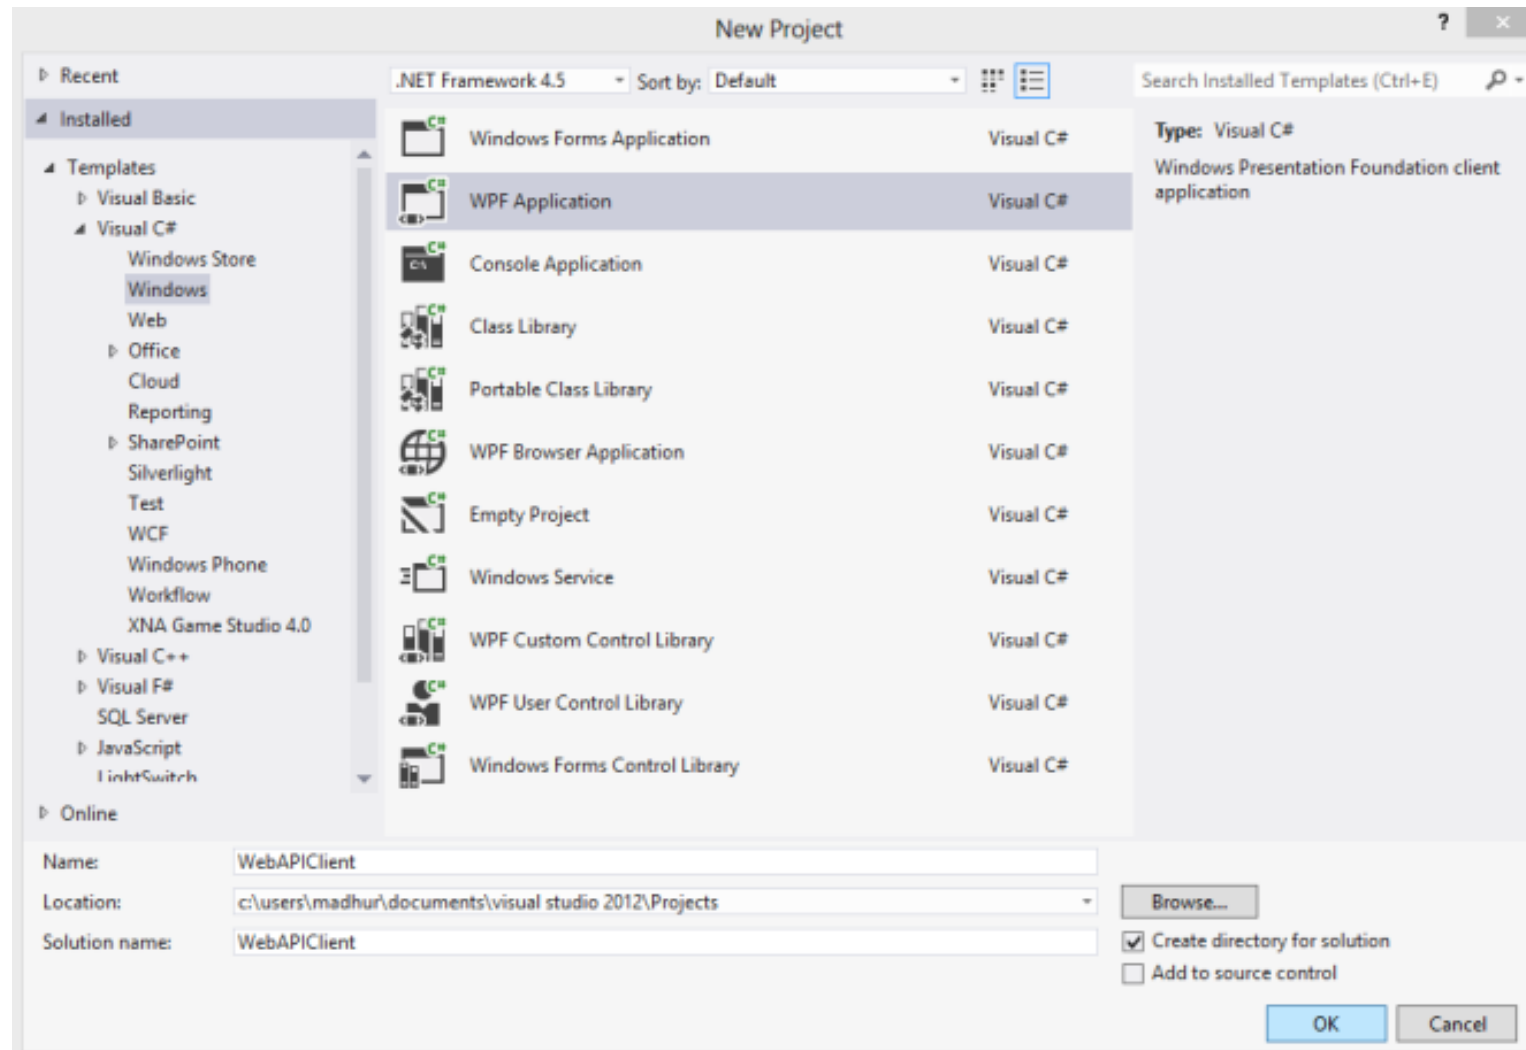 New Project
?
Recent
.NET Framework 4.5
Sort by: Default
Search Installed Templates (Ctrl+E)
Installed
Templates
Visual Basic
Visual C#
Windows Store
Windows
Web
Office
Cloud
Reporting
SharePoint
Silverlight
Test
WCF
Windows Phone
Workflow
XNA Game Studio 4.0
Visual C++
Visual F#
SQL Server
JavaScript
LightSwitch
Online
Windows Forms Application Visual C#
WPF Application Visual C#
Console Application Visual C#
Class Library Visual C#
Portable Class Library Visual C#
WPF Browser Application Visual C#
Empty Project Visual C#
Windows Service Visual C#
WPF Custom Control Library Visual C#
WPF User Control Library Visual C#
Windows Forms Control Library Visual C#
Type: Visual C#
Windows Presentation Foundation client
application
Name: WebAPIClient
Location: c:\users\madhur\documents\visual studio 2012\Projects
Browse...
Solution name: WebAPIClient
Create directory for solution
Add to source control
OK
Cancel